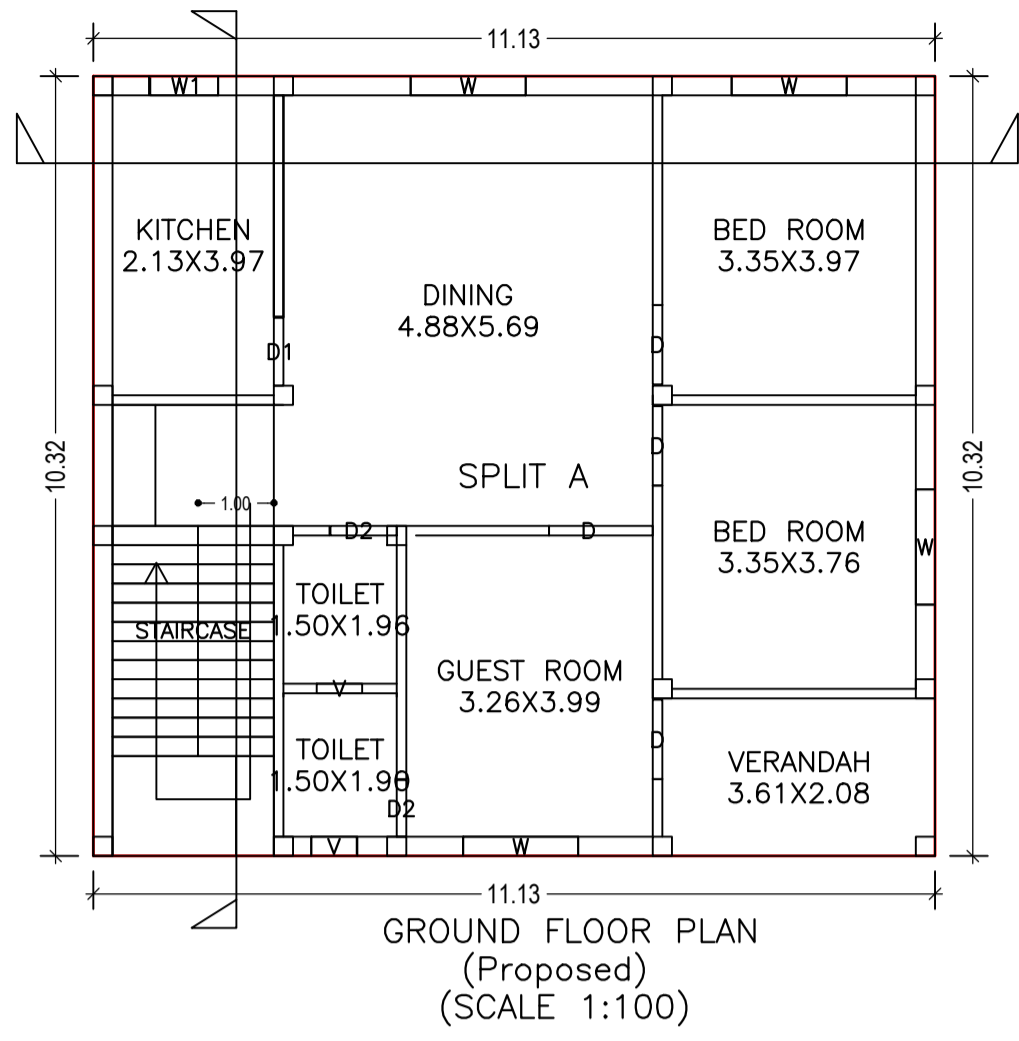 11.13
W1
W
W
KITCHEN
2.13X3.97
BED ROOM
3.35X3.97
DINING
4.88X5.69
D1
D
D
10.32
10.32
SPLIT A
1.00
D2
D
BED ROOM
3.35X3.76
W
TOILET
1.50X1.96
STAIRCASE
GUEST ROOM
3.26X3.99
V
D
TOILET
1.50X1.90
D2
VERANDAH
3.61X2.08
V
W
11.13
GROUND FLOOR PLAN
(Proposed)
(SCALE 1:100)